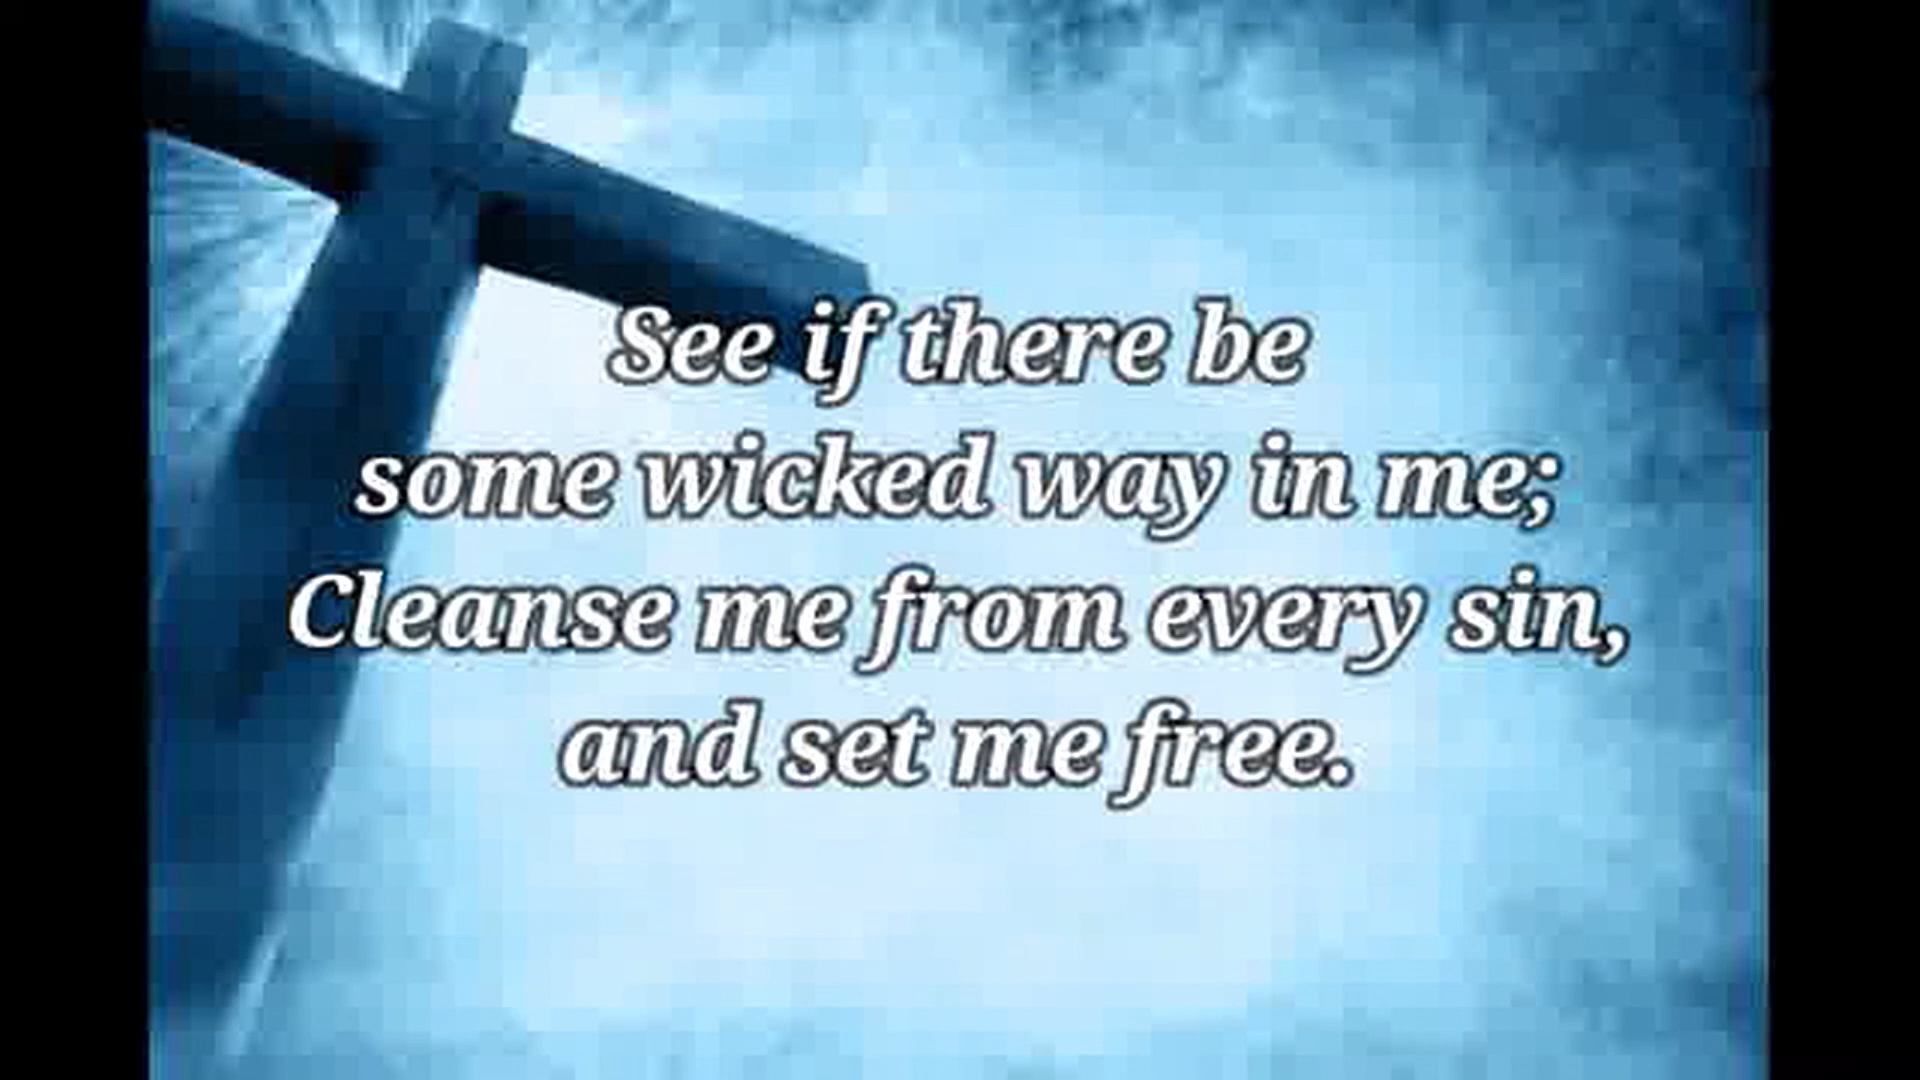 See if there be
some wicked way in me;
Cleanse me from every sin,
and set me free.